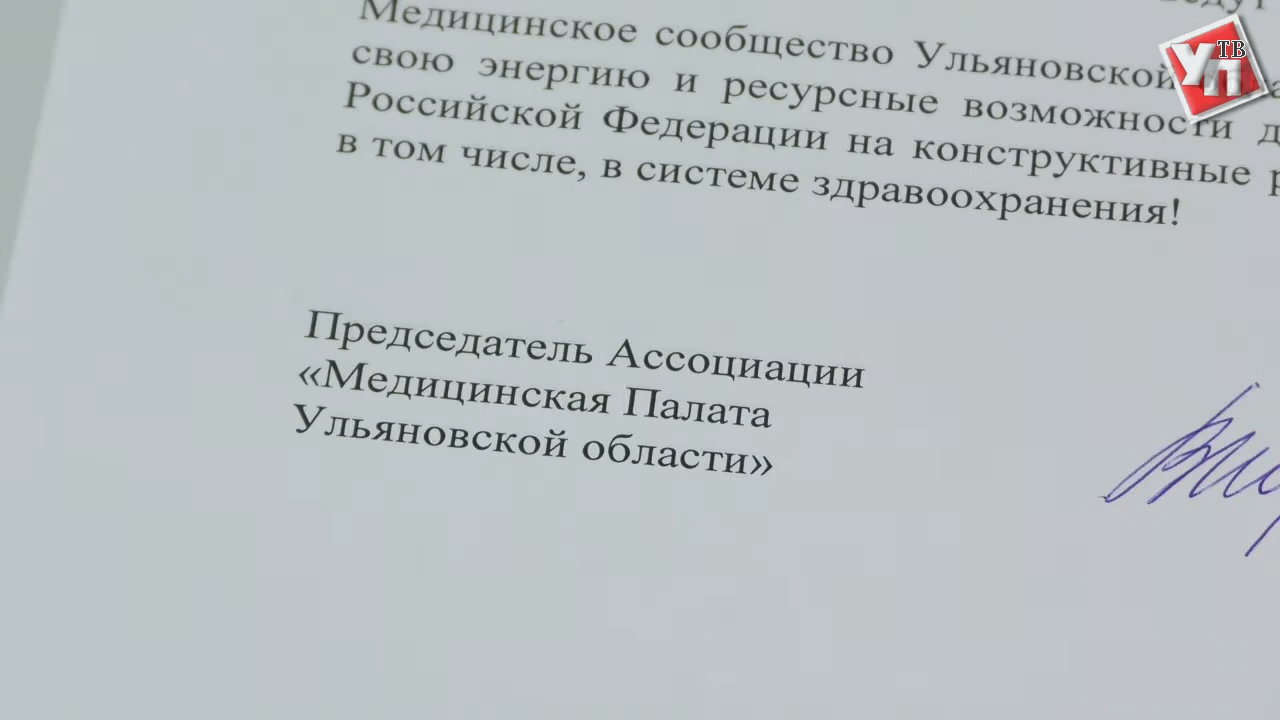 Медицинское сообщество Ульяновской
свою энергию и ресурсные возможности д
Российской Федерации на конструктивные р
в том числе, в системе здравоохранения!
Председатель Ассоциации
«Медицинская Палата
Ульяновской области»
УП ТВ